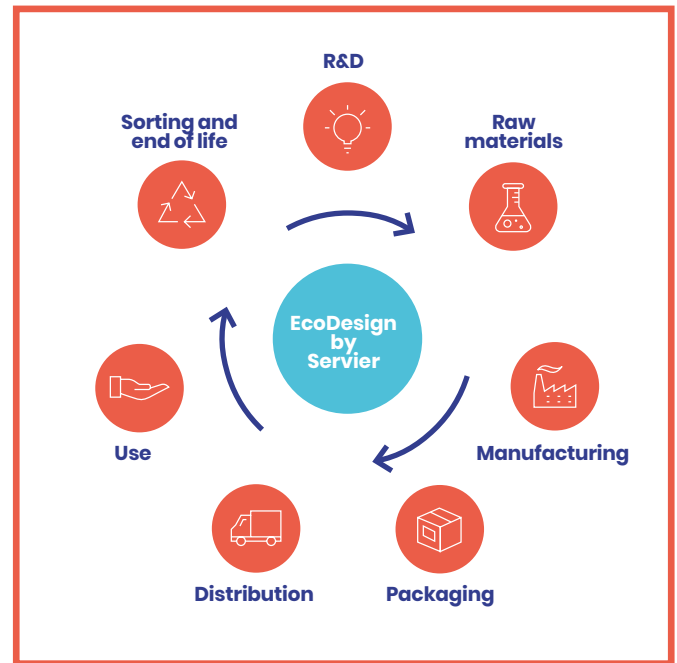 R&D
Sorting and
end of life
Raw
materials
EcoDesign
by
Servier
Use
Manufacturing
Distribution
Packaging